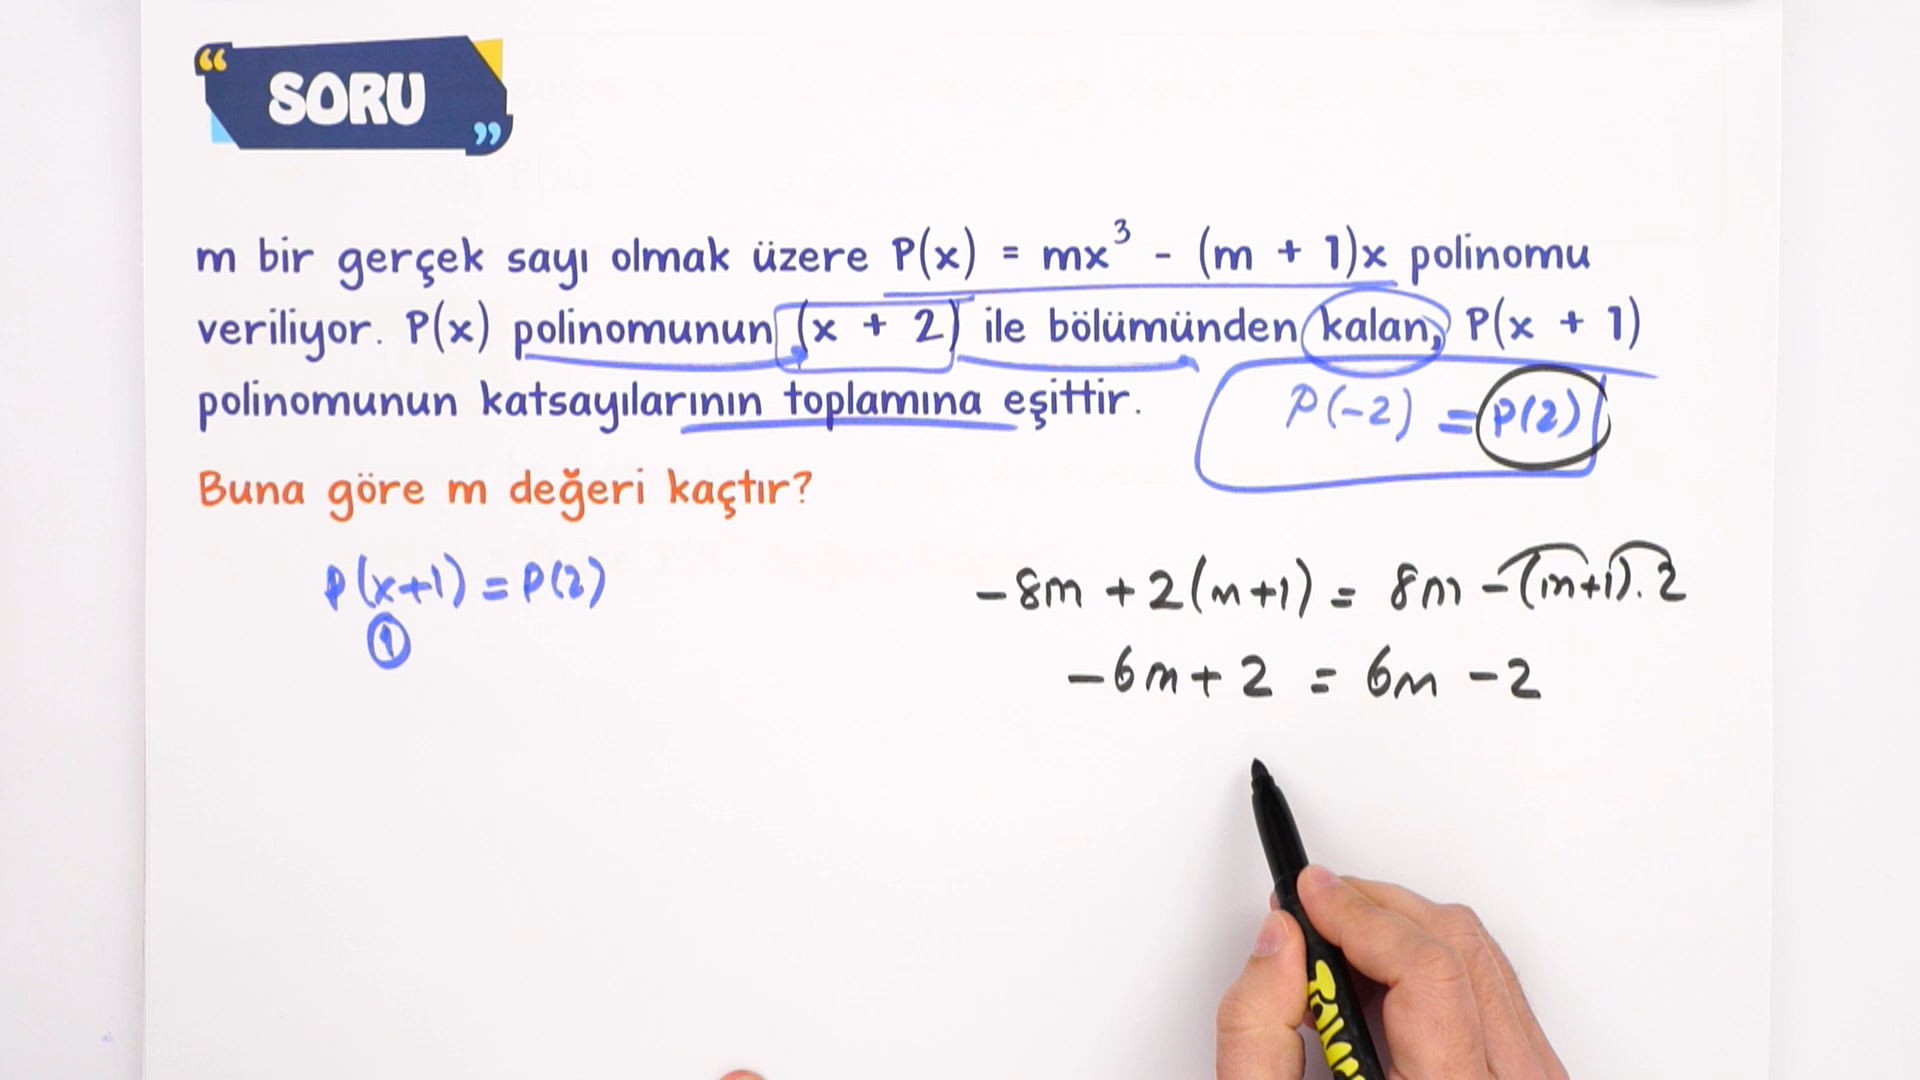 “ SORU ”
m bir gerçek sayı olmak üzere P(x) = mx³ - (m + 1)x polinomu
veriliyor. P(x) polinomunun (x + 2) ile bölümünden kalan, P(x + 1)
polinomunun katsayılarının toplamına eşittir.
P(-2) = P(2)
Buna göre m değeri kaçtır?
P(x+1) = P(2)
1
-8m + 2(m+1) = 8m -(m+1).2
-6m + 2 = 6m - 2